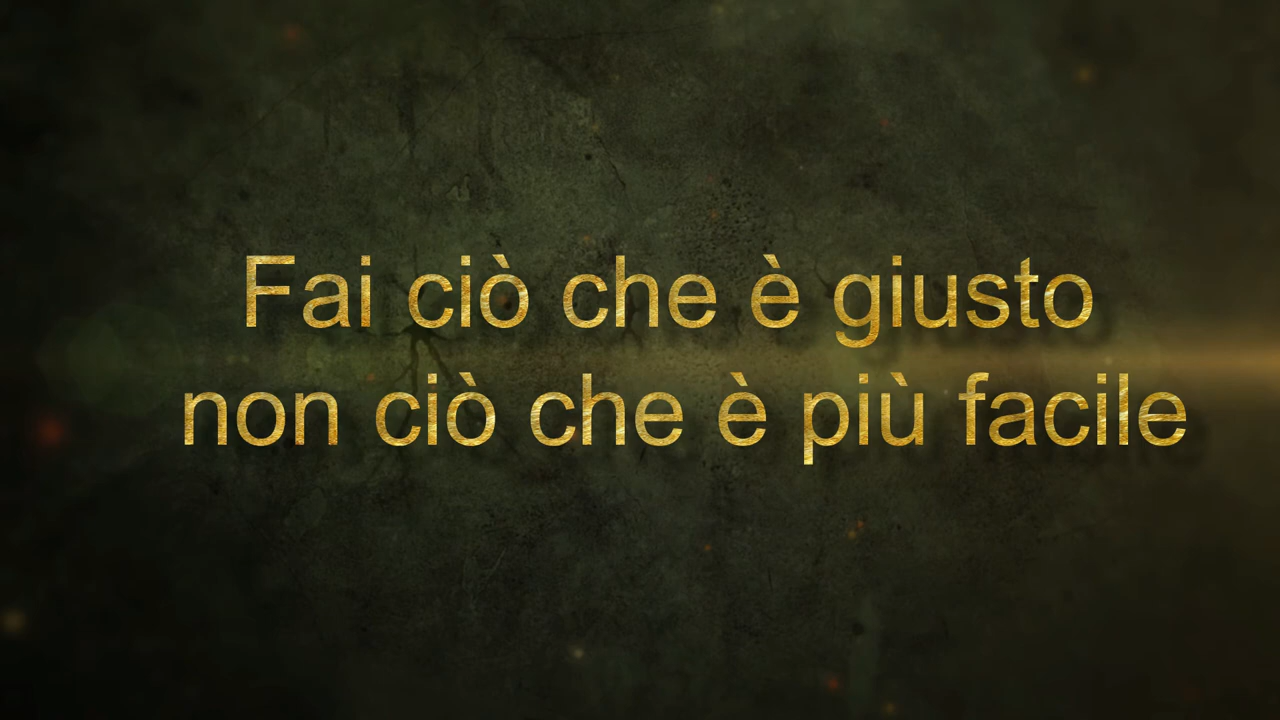 Fai ciò che è giusto
non ciò che è più facile